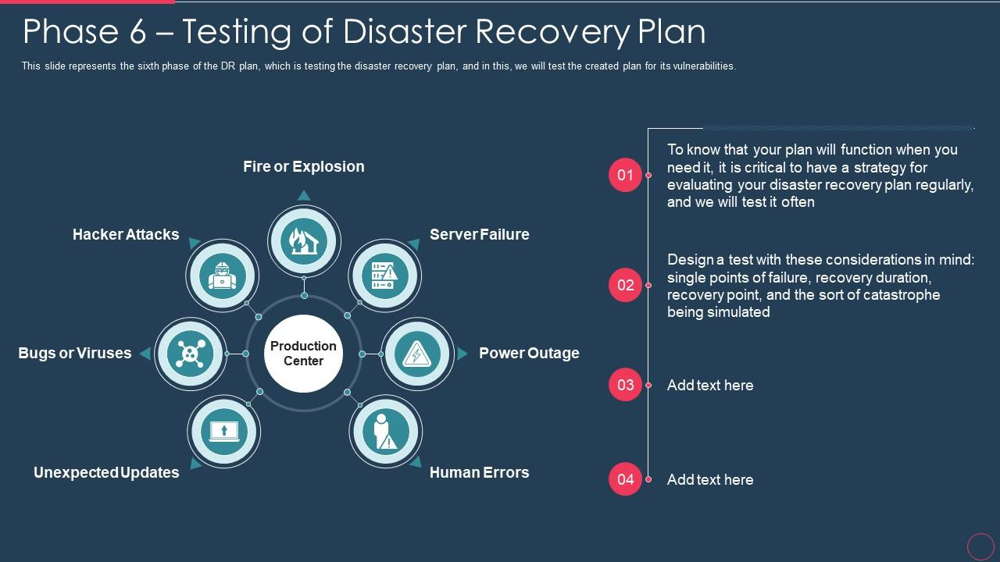 Phase 6 – Testing of Disaster Recovery Plan
This slide represents the sixth phase of the DR plan, which is testing the disaster recovery plan, and in this, we will test the created plan for its vulnerabilities.
Fire or Explosion
Hacker Attacks
Server Failure
Bugs or Viruses
Production
Center
Power Outage
Unexpected Updates
Human Errors
01
To know that your plan will function when you
need it, it is critical to have a strategy for
evaluating your disaster recovery plan regularly,
and we will test it often
02
Design a test with these considerations in mind:
single points of failure, recovery duration,
recovery point, and the sort of catastrophe
being simulated
03
Add text here
04
Add text here